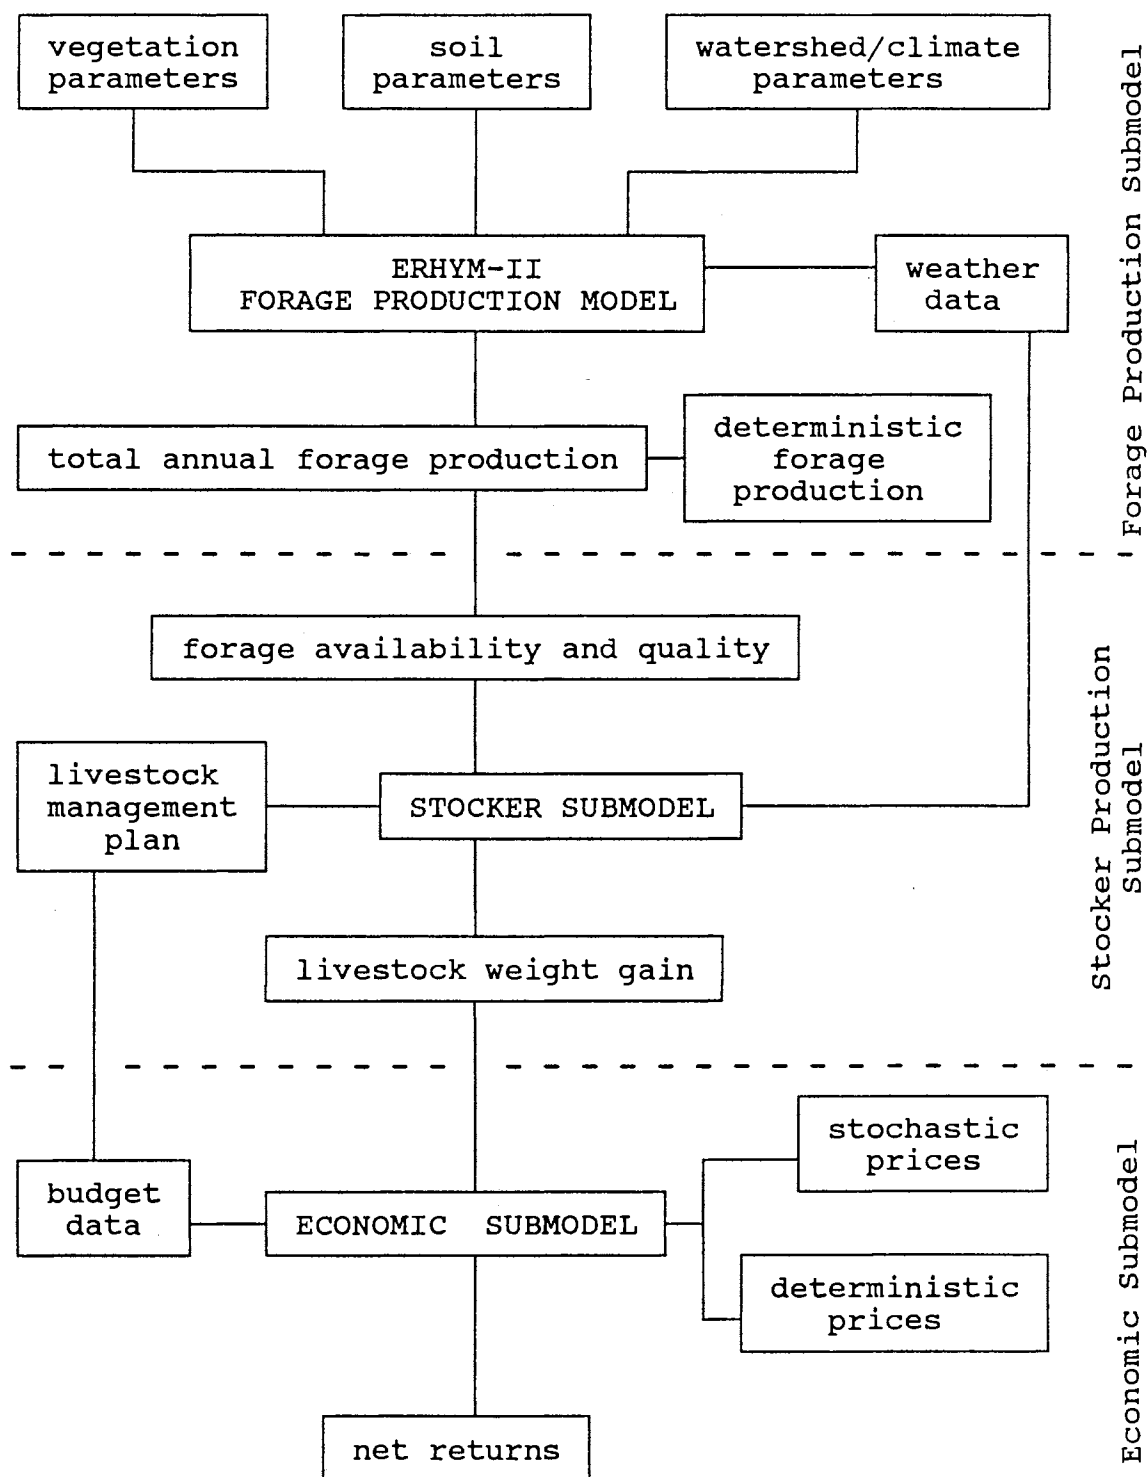 vegetation
parameters
soil
parameters
watershed/climate
parameters
ERHYM-II
FORAGE PRODUCTION MODEL
weather
data
total annual forage production
deterministic
forage
production
Forage Production Submodel
forage availability and quality
livestock
management
plan
STOCKER SUBMODEL
livestock weight gain
Stocker Production
Submodel
stochastic
prices
budget
data
ECONOMIC SUBMODEL
deterministic
prices
net returns
Economic Submodel